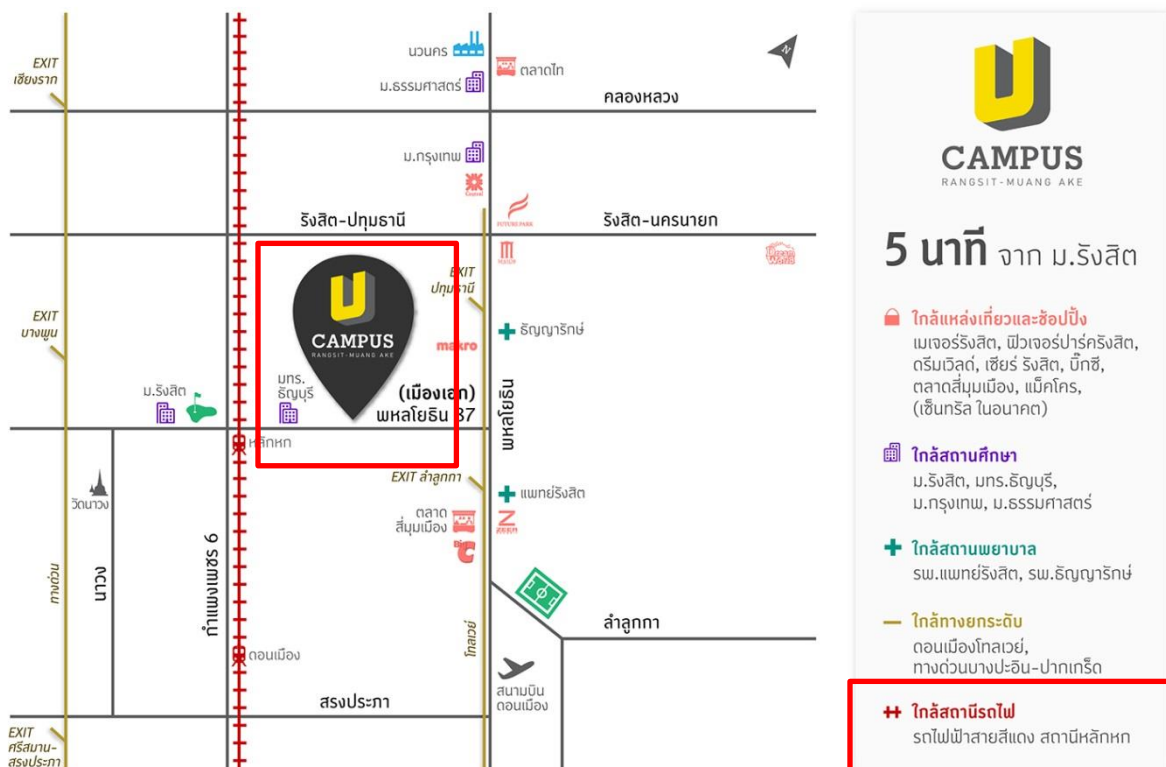 EXIT
เชียงราก
นวนคร
ม.ธรรมศาสตร์
ตลาดไท
N
คลองหลวง
ม.กรุงเทพ
Central
FUTURE PARK
รังสิต-ปทุมธานี
รังสิต-นครนายก
MAJOR
Dream
World
EXIT
ปทุมธานี
EXIT
บางพูน
U
CAMPUS
RANGSIT-MUANG AKE
makro
ธัญญารักษ์
ม.รังสิต
มทร.
ธัญบุรี
(เมืองเอก)
พหลโยธิน 87
พหลโยธิน
หลักหก
EXIT ลำลูกกา
แพทย์รังสิต
วัดนาวง
ตลาด
สี่มุมเมือง
ZEER
Big C
ทางด่วน
นาวง
กำแพงเพชร 6
ลำลูกกา
โทลเวย์
ดอนเมือง
สนามบิน
ดอนเมือง
สรงประภา
EXIT
ศรีสมาน-
สรงประภา
U
CAMPUS
RANGSIT-MUANG AKE
5 นาที จาก ม.รังสิต
ใกล้แหล่งเที่ยวและช้อปปิ้ง
เมเจอร์รังสิต, ฟิวเจอร์ปาร์ครังสิต,
ดรีมเวิลด์, เซียร์ รังสิต, บิ๊กซี,
ตลาดสี่มุมเมือง, แม็คโคร,
(เซ็นทรัล ในอนาคต)
ใกล้สถานศึกษา
ม.รังสิต, มทร.ธัญบุรี,
ม.กรุงเทพ, ม.ธรรมศาสตร์
ใกล้สถานพยาบาล
รพ.แพทย์รังสิต, รพ.ธัญญารักษ์
ใกล้ทางยกระดับ
ดอนเมืองโทลเวย์,
ทางด่วนบางปะอิน-ปากเกร็ด
ใกล้สถานีรถไฟ
รถไฟฟ้าสายสีแดง สถานีหลักหก